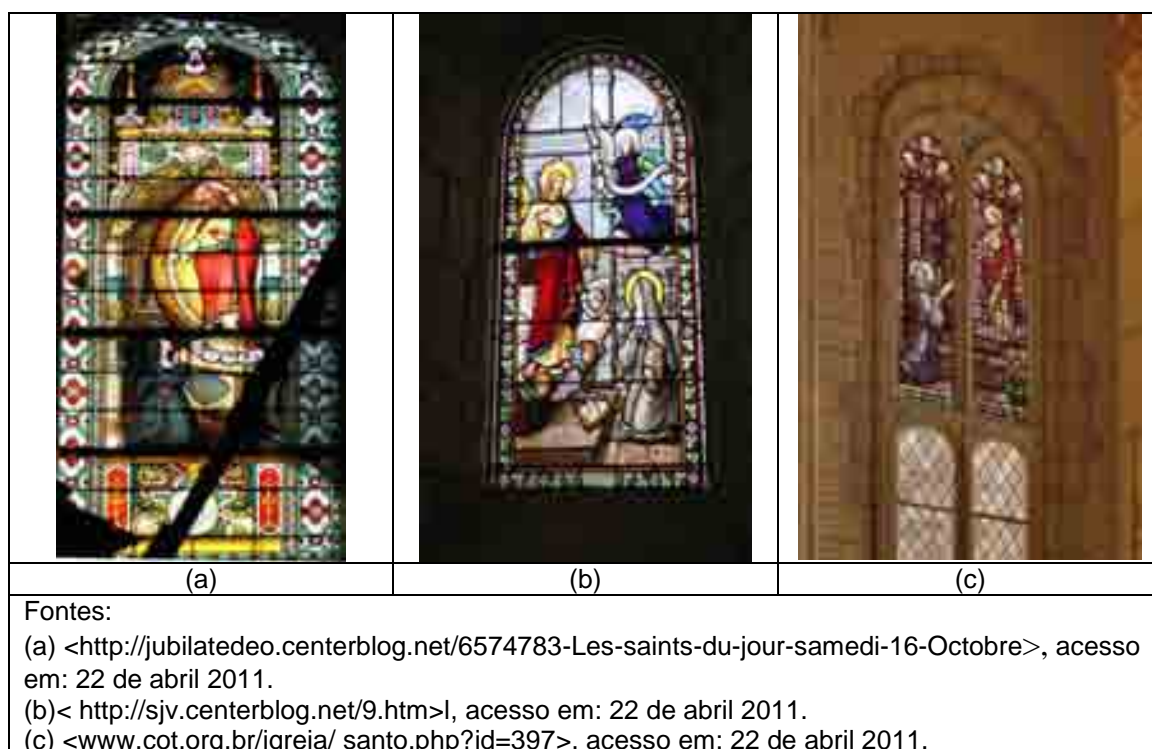 (a) (b) (c)
Fontes:
(a) <http://jubilatedeo.centerblog.net/6574783-Les-saints-du-jour-samedi-16-Octobre>, acesso
em: 22 de abril 2011.
(b)< http://sjv.centerblog.net/9.htm>l, acesso em: 22 de abril 2011.
(c) <www.cot.org.br/igreja/ santo.php?id=397>, acesso em: 22 de abril 2011.